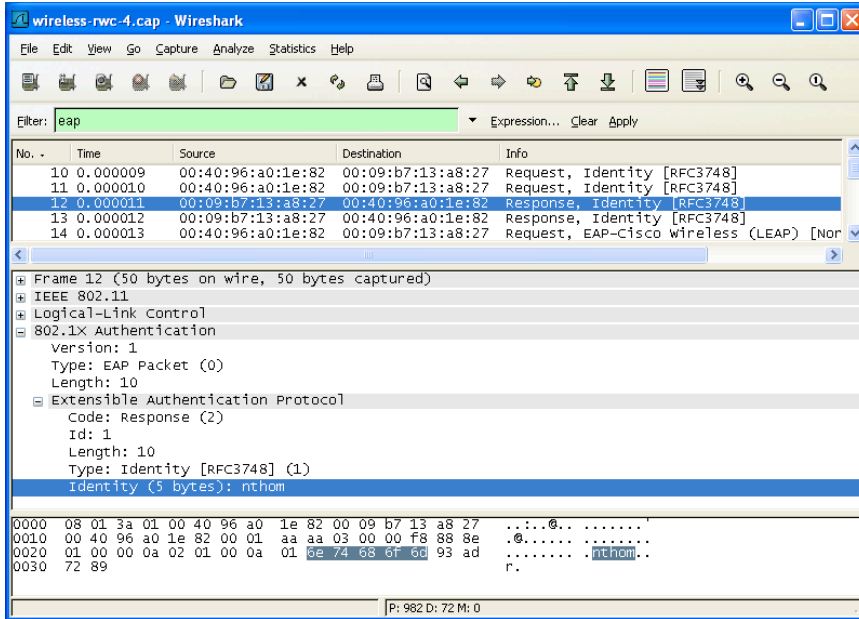 wireless-rwc-4.cap - Wireshark
File Edit View Go Capture Analyze Statistics Help
Filter: eap Expression... Clear Apply
No. . Time Source Destination Info
10 0.000009 00:40:96:a0:1e:82 00:09:b7:13:a8:27 Request, Identity [RFC3748]
11 0.000010 00:40:96:a0:1e:82 00:09:b7:13:a8:27 Request, Identity [RFC3748]
12 0.000011 00:09:b7:13:a8:27 00:40:96:a0:1e:82 Response, Identity [RFC3748]
13 0.000012 00:09:b7:13:a8:27 00:40:96:a0:1e:82 Response, Identity [RFC3748]
14 0.000013 00:40:96:a0:1e:82 00:09:b7:13:a8:27 Request, EAP-Cisco Wireless (LEAP) [Nor
Frame 12 (50 bytes on wire, 50 bytes captured)
IEEE 802.11
Logical-Link Control
802.1X Authentication
Version: 1
Type: EAP Packet (0)
Length: 10
Extensible Authentication Protocol
Code: Response (2)
Id: 1
Length: 10
Type: Identity [RFC3748] (1)
Identity (5 bytes): nthom
0000 08 01 3a 01 00 40 96 a0 1e 82 00 09 b7 13 a8 27 ..:..@.. .......'
0010 00 40 96 a0 1e 82 00 01 aa aa 03 00 00 f8 88 8e .@...... ........
0020 01 00 00 0a 02 01 00 0a 01 6e 74 68 6f 6d 93 ad ........ .nthom..
0030 72 89 r.
P: 982 D: 72 M: 0